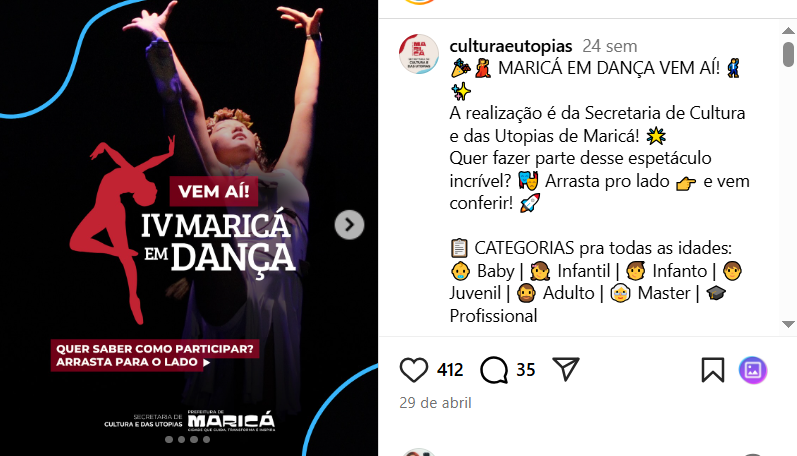 VEM AÍ!
IV MARICÁ
EM DANÇA
QUER SABER COMO PARTICIPAR?
ARRASTA PARA O LADO
SECRETARIA DE
CULTURA E DAS UTOPIAS
PREFEITURA DE
MARICÁ
CIDADE QUE CUIDA, TRANSFORMA E INSPIRA
culturaeutopias 24 sem
🎉💃 MARICÁ EM DANÇA VEM AÍ! 🕺
✨
A realização é da Secretaria de Cultura
e das Utopias de Maricá! 🌟
Quer fazer parte desse espetáculo
incrível? 🎭 Arrasta pro lado 👉 e vem
conferir! 🚀
📋 CATEGORIAS pra todas as idades:
👶 Baby | 👧 Infantil | 🧒 Infanto | 👦
Juvenil | 🧔 Adulto | 👵 Master | 🎓
Profissional
412 35
29 de abril